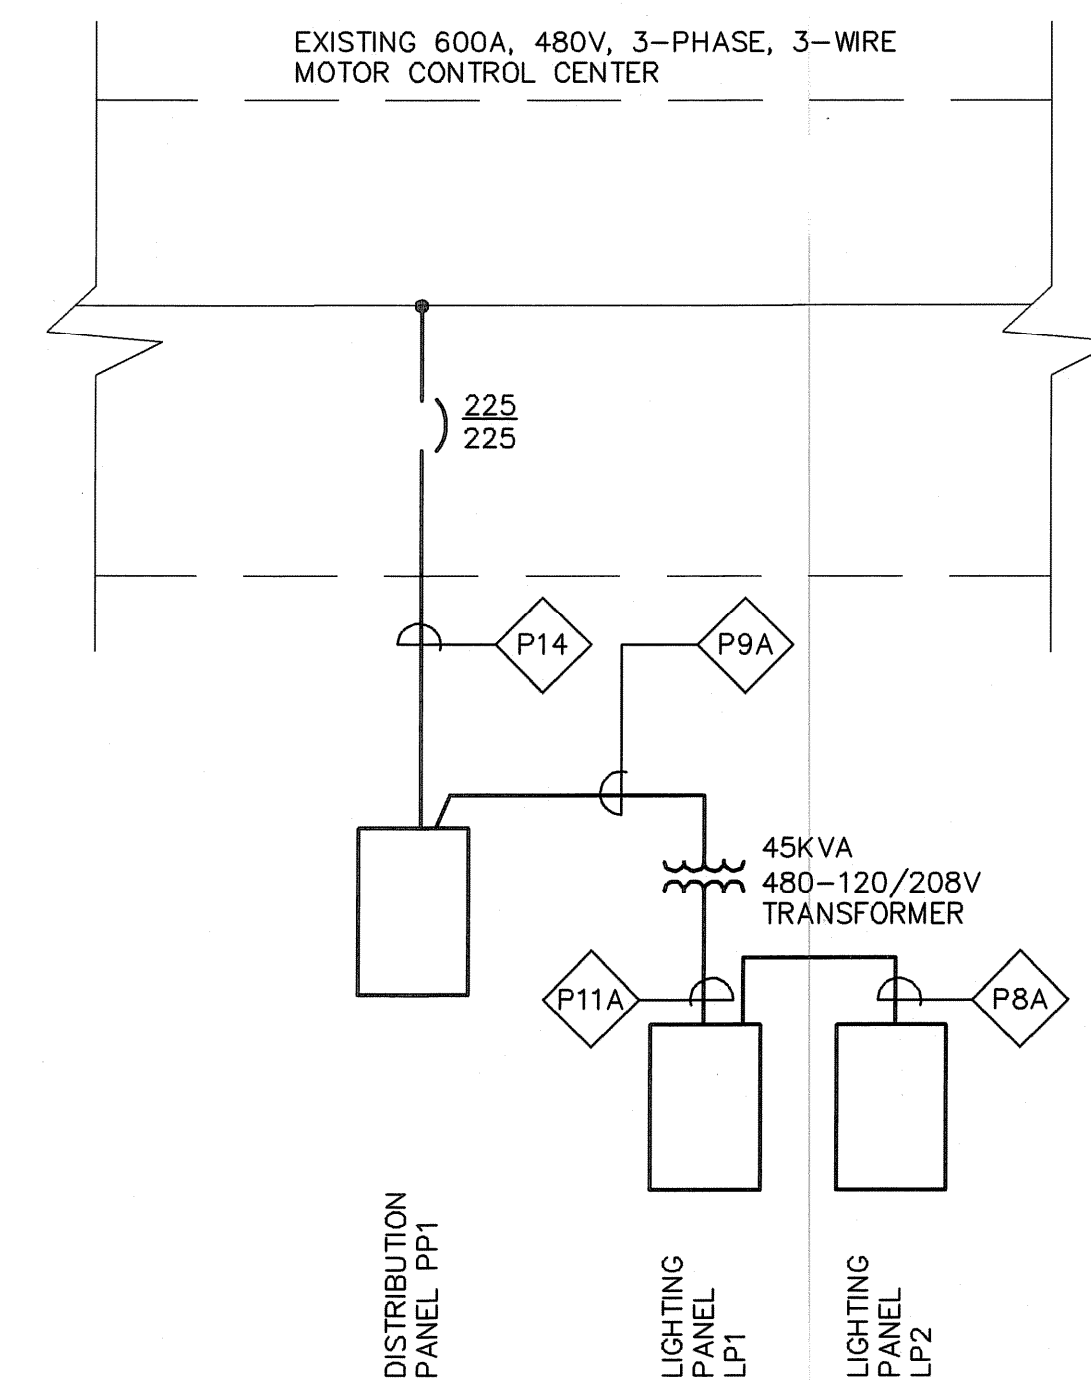 EXISTING 600A, 480V, 3-PHASE, 3-WIRE
MOTOR CONTROL CENTER
225
225
P14
P9A
45KVA
480-120/208V
TRANSFORMER
P11A
P8A
DISTRIBUTION
PANEL PP1
LIGHTING
PANEL
LP1
LIGHTING
PANEL
LP2